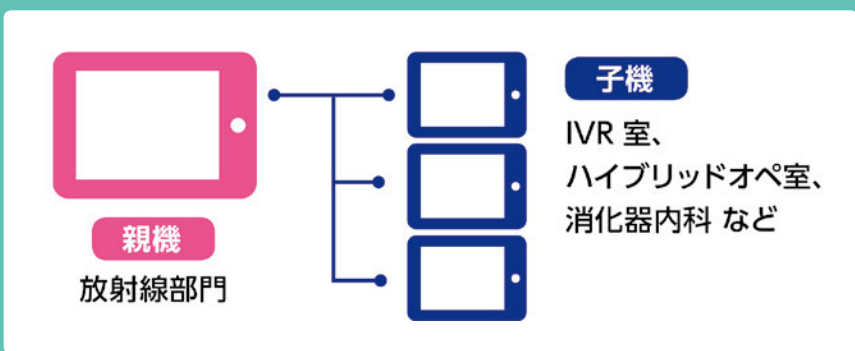 親機
放射線部門
子機
IVR 室、
ハイブリッドオペ室、
消化器内科 など